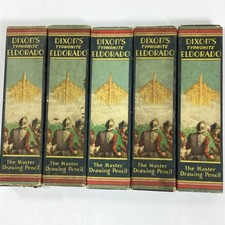 DIXON'S
TYPHONITE
ELDORADO
The Master
Drawing Pencil
DIXON'S
TYPHONITE
ELDORADO
The Master
Drawing Pencil
DIXON'S
TYPHONITE
ELDORADO
The Master
Drawing Pencil
DIXON'S
TYPHONITE
ELDORADO
The Master
Drawing Pencil
DIXON'S
TYPHONITE
ELDORADO
The Master
Drawing Pencil